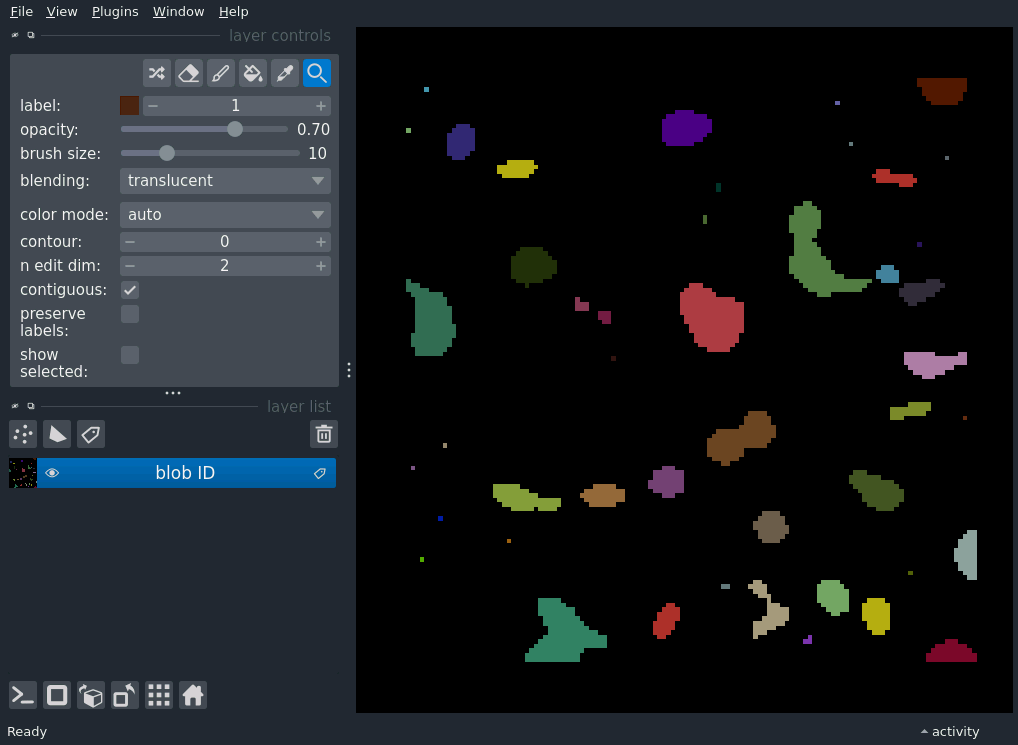 File View Plugins Window Help
layer controls
label: 1
opacity: 0.70
brush size: 10
blending: translucent
color mode: auto
contour: 0
n edit dim: 2
contiguous:
preserve
labels:
show
selected:
layer list
blob ID
Ready
activity